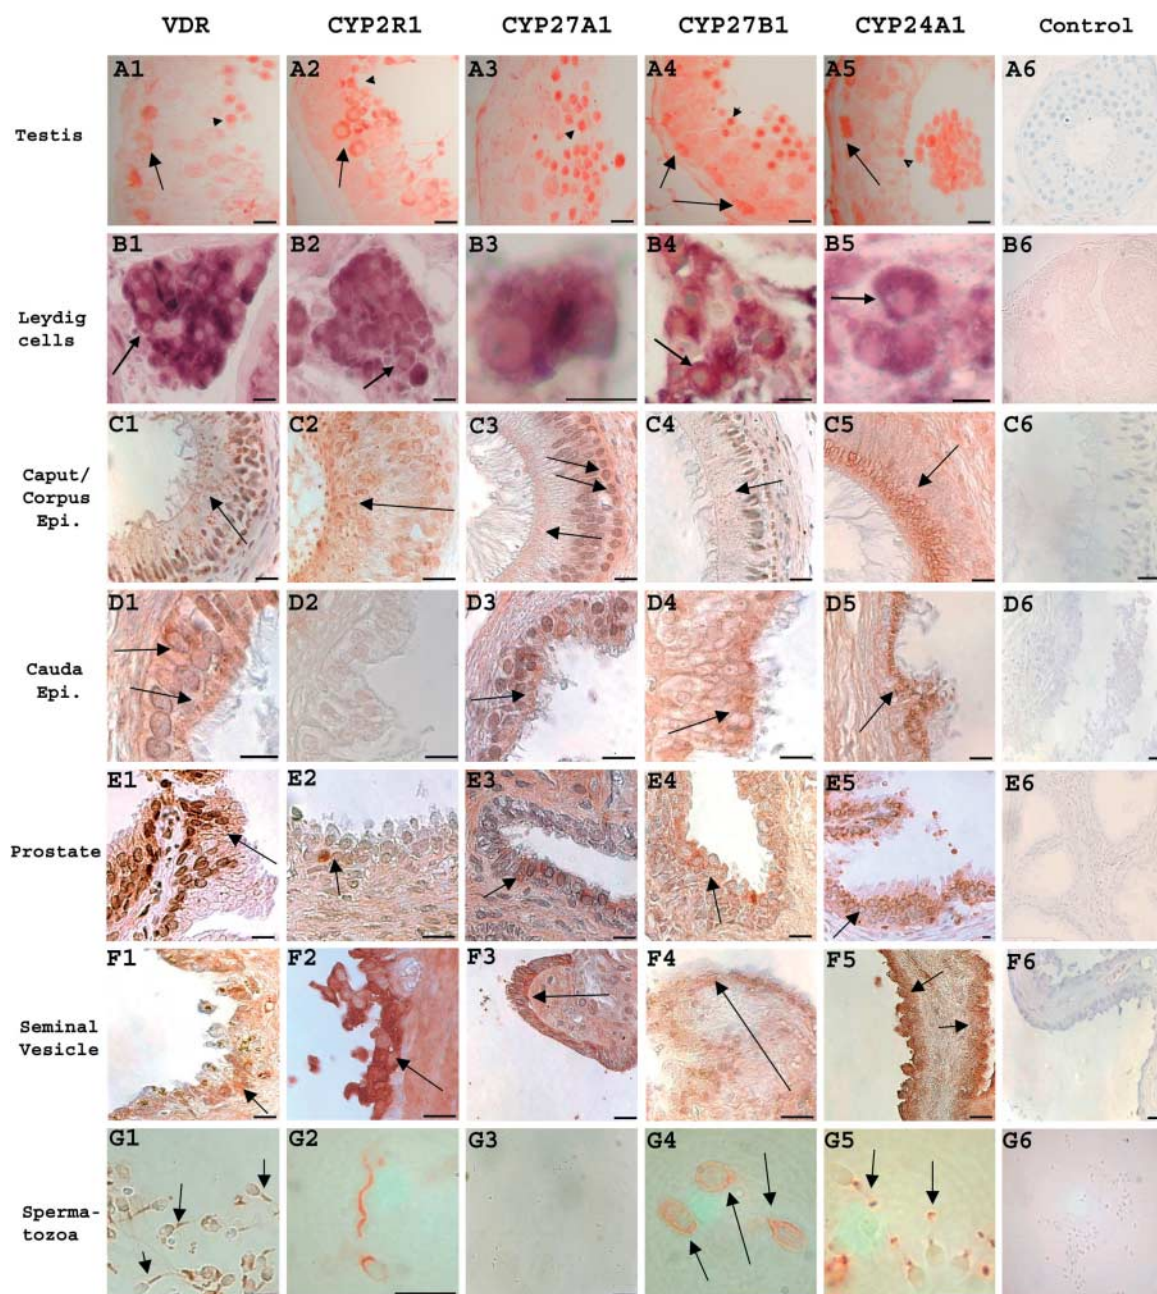 VDR CYP2R1 CYP27A1 CYP27B1 CYP24A1 Control
A1 A2 A3 A4 A5 A6
Testis
B1 B2 B3 B4 B5 B6
Leydig
cells
C1 C2 C3 C4 C5 C6
Caput/
Corpus
Epi.
D1 D2 D3 D4 D5 D6
Cauda
Epi.
E1 E2 E3 E4 E5 E6
Prostate
F1 F2 F3 F4 F5 F6
Seminal
Vesicle
G1 G2 G3 G4 G5 G6
Sperma-
tozoa